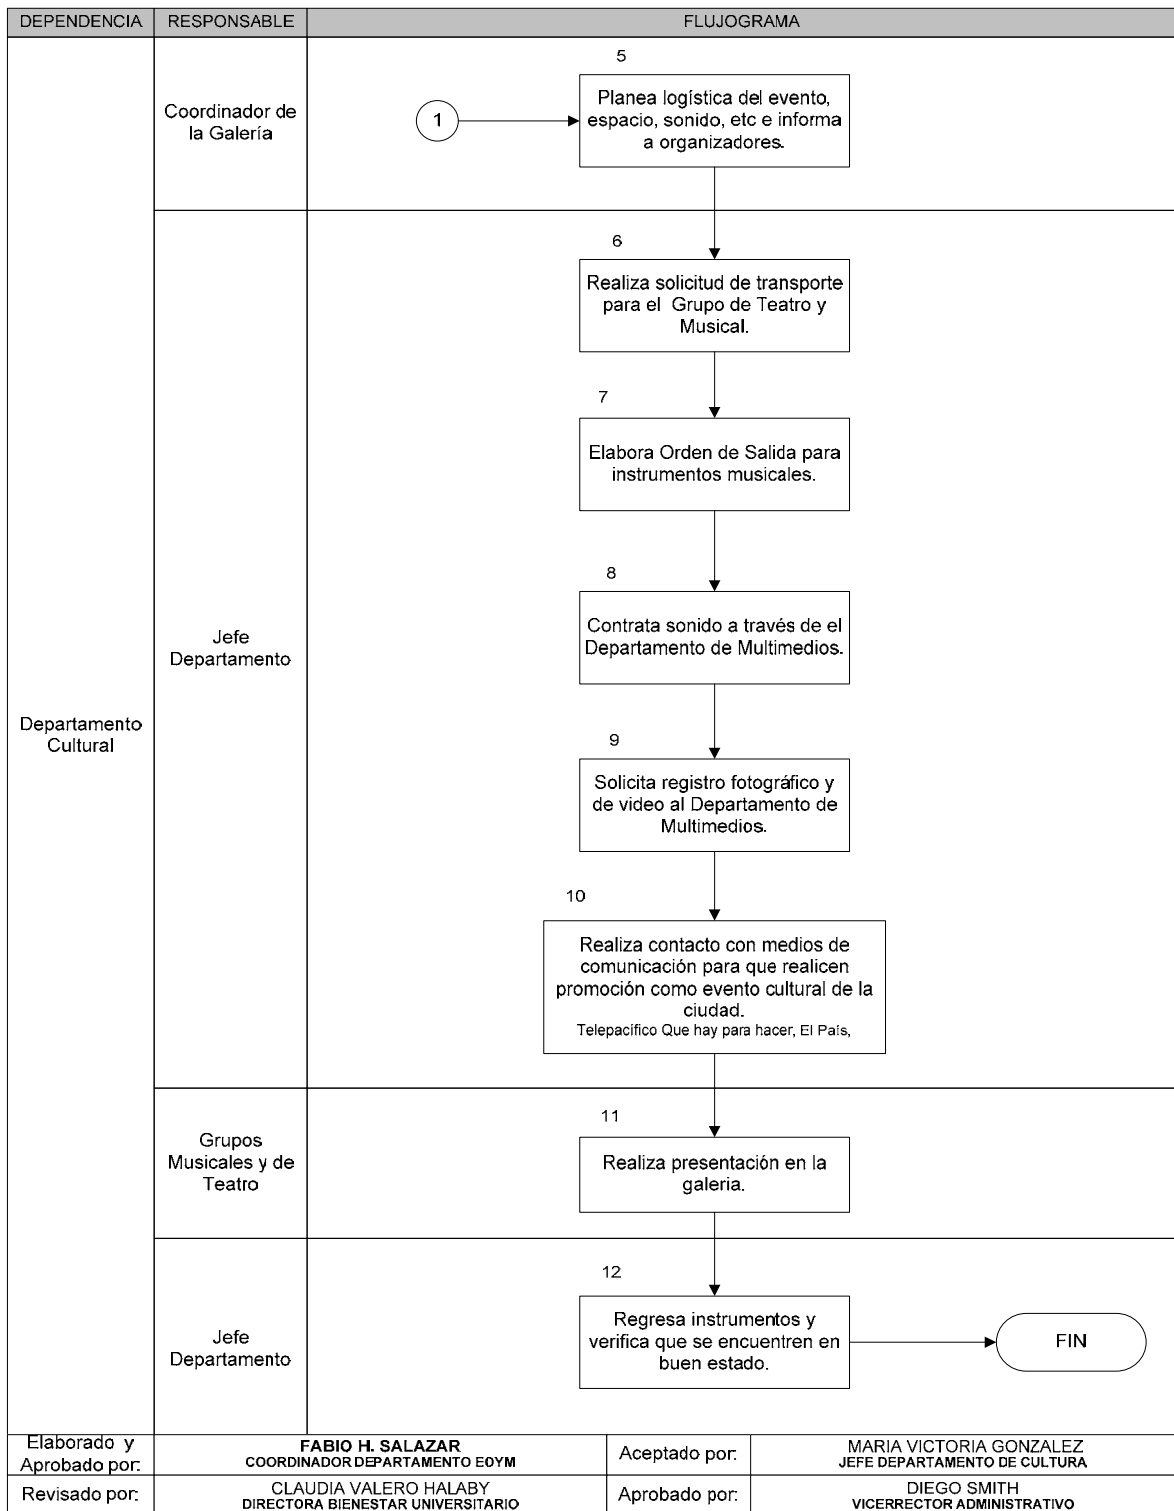 DEPENDENCIA RESPONSABLE FLUJOGRAMA
Departamento
Cultural
Coordinador de
la Galería
1
5
Planea logística del evento,
espacio, sonido, etc e informa
a organizadores.
Jefe
Departamento
6
Realiza solicitud de transporte
para el Grupo de Teatro y
Musical.
7
Elabora Orden de Salida para
instrumentos musicales.
8
Contrata sonido a través de el
Departamento de Multimedios.
9
Solicita registro fotográfico y
de video al Departamento de
Multimedios.
10
Realiza contacto con medios de
comunicación para que realicen
promoción como evento cultural de la
ciudad.
Telepacífico Que hay para hacer, El País,
Grupos
Musicales y de
Teatro
11
Realiza presentación en la
galeria.
Jefe
Departamento
12
Regresa instrumentos y
verifica que se encuentren en
buen estado.
FIN
Elaborado y
Aprobado por:
FABIO H. SALAZAR
COORDINADOR DEPARTAMENTO EOYM
Aceptado por:
MARIA VICTORIA GONZALEZ
JEFE DEPARTAMENTO DE CULTURA
Revisado por:
CLAUDIA VALERO HALABY
DIRECTORA BIENESTAR UNIVERSITARIO
Aprobado por:
DIEGO SMITH
VICERRECTOR ADMINISTRATIVO